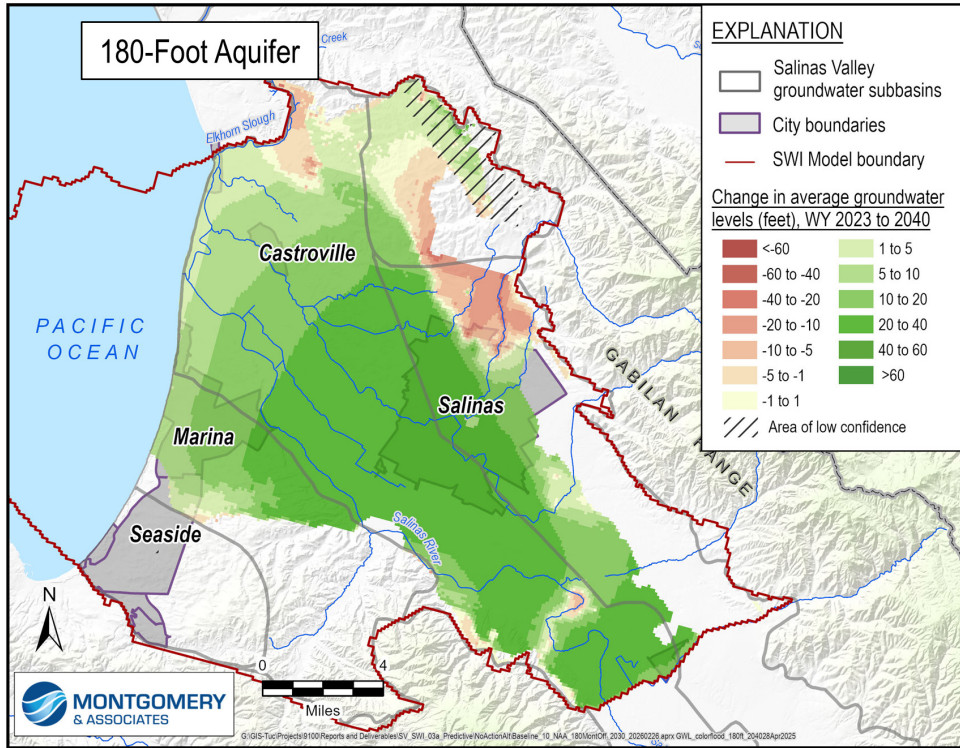 180-Foot Aquifer
Creek
Elkhorn Slough
Castroville
PACIFIC
OCEAN
Salinas
Marina
Seaside
Salinas River
GABILAN RANGE
N
0 4
Miles
MONTGOMERY
& ASSOCIATES
EXPLANATION
Salinas Valley
groundwater subbasins
City boundaries
SWI Model boundary
Change in average groundwater
levels (feet), WY 2023 to 2040
<-60
-60 to -40
-40 to -20
-20 to -10
-10 to -5
-5 to -1
-1 to 1
1 to 5
5 to 10
10 to 20
20 to 40
40 to 60
>60
Area of low confidence